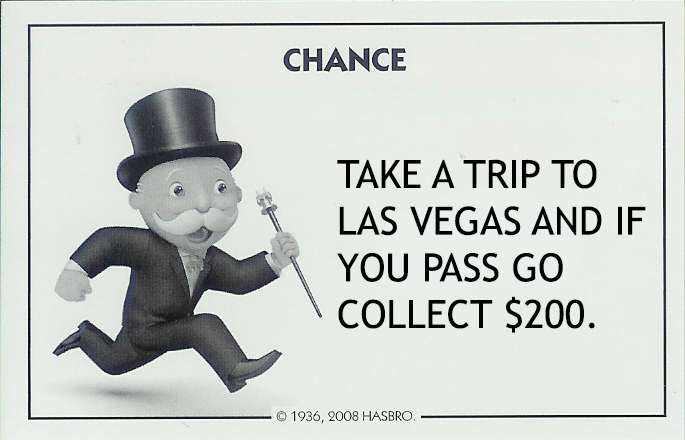 CHANCE
TAKE A TRIP TO
LAS VEGAS AND IF
YOU PASS GO
COLLECT $200.
© 1936, 2008 HASBRO.